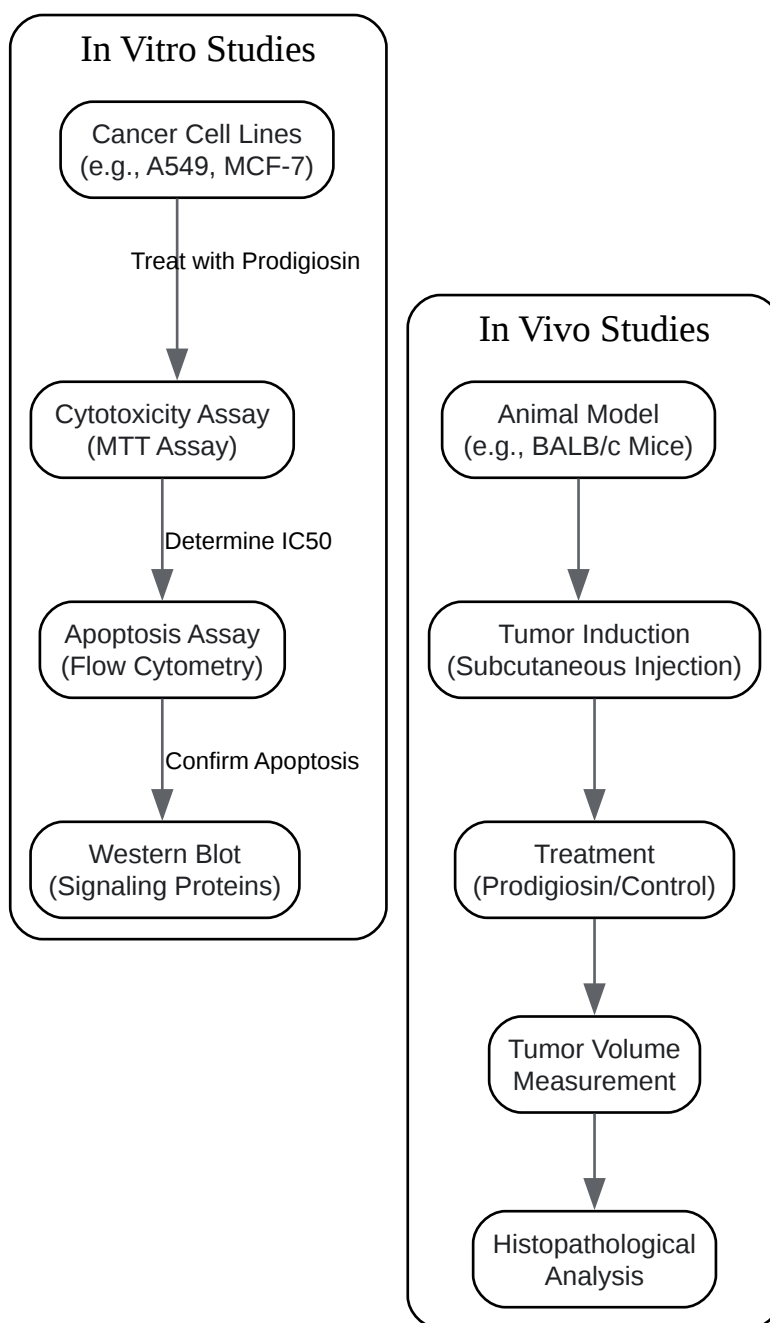 In Vitro Studies
Cancer Cell Lines
(e.g., A549, MCF-7)
Treat with Prodigiosin
Cytotoxicity Assay
(MTT Assay)
Determine IC50
Apoptosis Assay
(Flow Cytometry)
Confirm Apoptosis
Western Blot
(Signaling Proteins)
In Vivo Studies
Animal Model
(e.g., BALB/c Mice)
Tumor Induction
(Subcutaneous Injection)
Treatment
(Prodigiosin/Control)
Tumor Volume
Measurement
Histopathological
Analysis